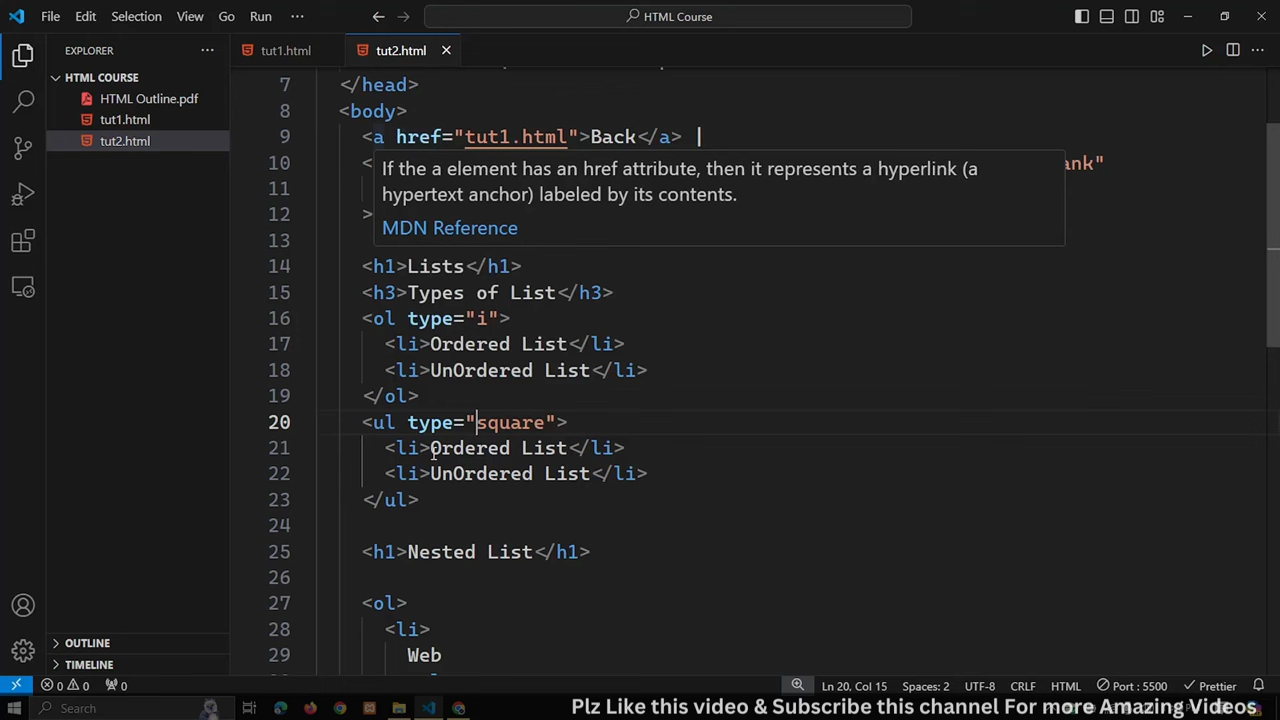 File Edit Selection View Go Run ··· HTML Course
EXPLORER ··· tut1.html tut2.html
HTML COURSE
HTML Outline.pdf
tut1.html
tut2.html
7 </head>
8 <body>
9 <a href="tut1.html">Back</a> |
10 < ank"
If the a element has an href attribute, then it represents a hyperlink (a
11
hypertext anchor) labeled by its contents.
12 >
MDN Reference
13
14 <h1>Lists</h1>
15 <h3>Types of List</h3>
16 <ol type="i">
17 <li>Ordered List</li>
18 <li>UnOrdered List</li>
19 </ol>
20 <ul type="square">
21 <li>Ordered List</li>
22 <li>UnOrdered List</li>
23 </ul>
24
25 <h1>Nested List</h1>
26
27 <ol>
28 <li>
29 Web
OUTLINE
TIMELINE
0 0 0 Ln 20, Col 15 Spaces: 2 UTF-8 CRLF HTML Port : 5500 Prettier
Search
Plz Like this video & Subscribe this channel For more Amazing Videos